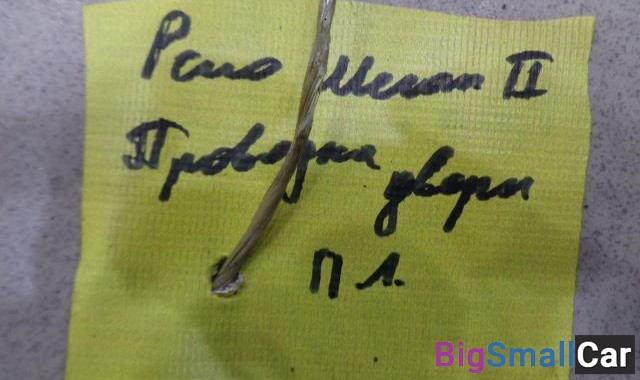 Рено Меган II
Проводка двери
П Л.
BigSmallCar